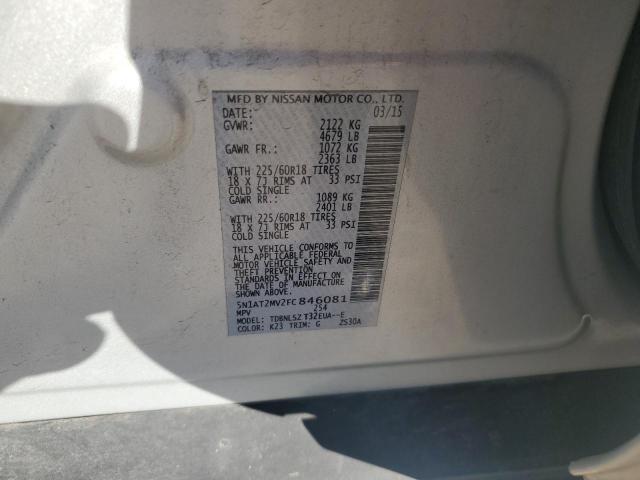 MFD BY NISSAN MOTOR CO., LTD.
DATE: 03/15
GVWR: 2122 KG
4679 LB
GAWR FR.: 1072 KG
2363 LB
WITH 225/60R18 TIRES
18 X 7J RIMS AT 33 PSI
COLD SINGLE
GAWR RR.: 1089 KG
2401 LB
WITH 225/60R18 TIRES
18 X 7J RIMS AT 33 PSI
COLD SINGLE
THIS VEHICLE CONFORMS TO
ALL APPLICABLE FEDERAL
MOTOR VEHICLE SAFETY AND
THEFT PREVENTION
STANDARDS IN EFFECT ON
THE DATE OF MANUFACTURE
SHOWN ABOVE.
5N1AT2MV2FC846081
MPV 254
MODEL: TDBNLSZ T32EUA--E
COLOR: K23 TRIM: G ZS30A